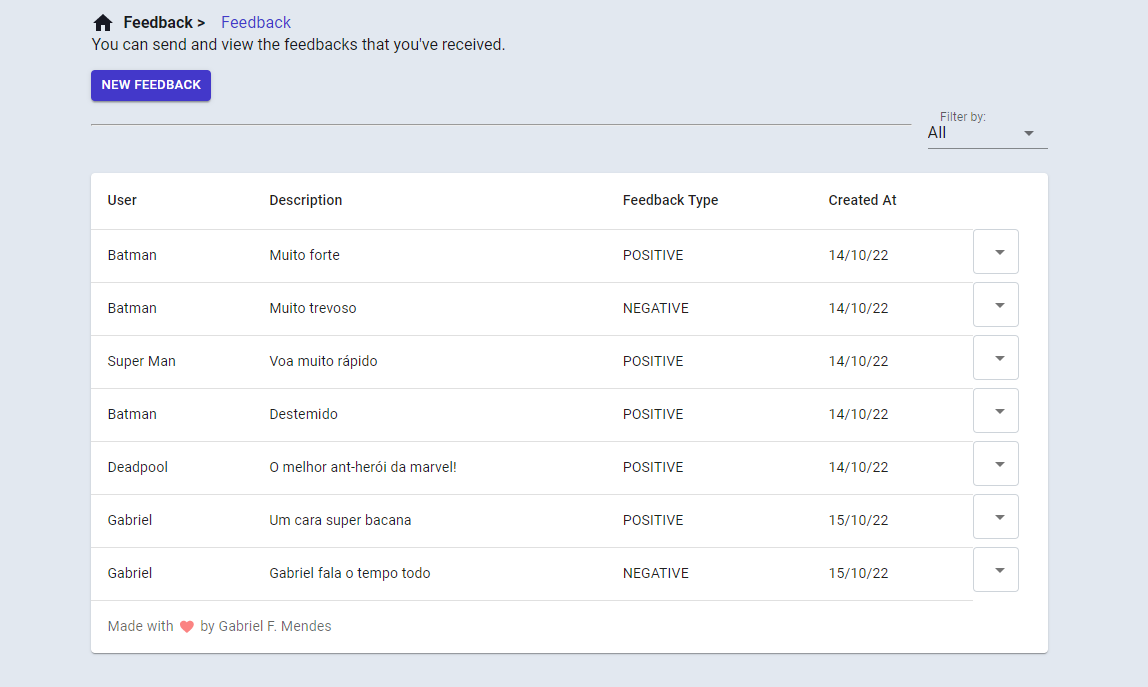 Feedback > Feedback
You can send and view the feedbacks that you've received.
NEW FEEDBACK
Filter by:
All
User Description Feedback Type Created At
Batman Muito forte POSITIVE 14/10/22
Batman Muito trevoso NEGATIVE 14/10/22
Super Man Voa muito rápido POSITIVE 14/10/22
Batman Destemido POSITIVE 14/10/22
Deadpool O melhor ant-herói da marvel! POSITIVE 14/10/22
Gabriel Um cara super bacana POSITIVE 15/10/22
Gabriel Gabriel fala o tempo todo NEGATIVE 15/10/22
Made with ❤ by Gabriel F. Mendes